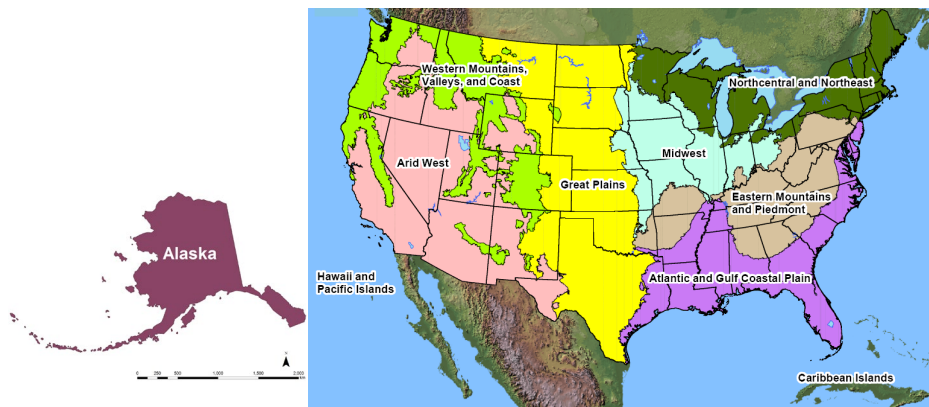 Alaska
N
0 250 500 1,000 1,500 2,000
Western Mountains,
Valleys, and Coast
Northcentral and Northeast
Arid West
Midwest
Great Plains
Eastern Mountains
and Piedmont
Hawaii and
Pacific Islands
Atlantic and Gulf Coastal Plain
Caribbean Islands